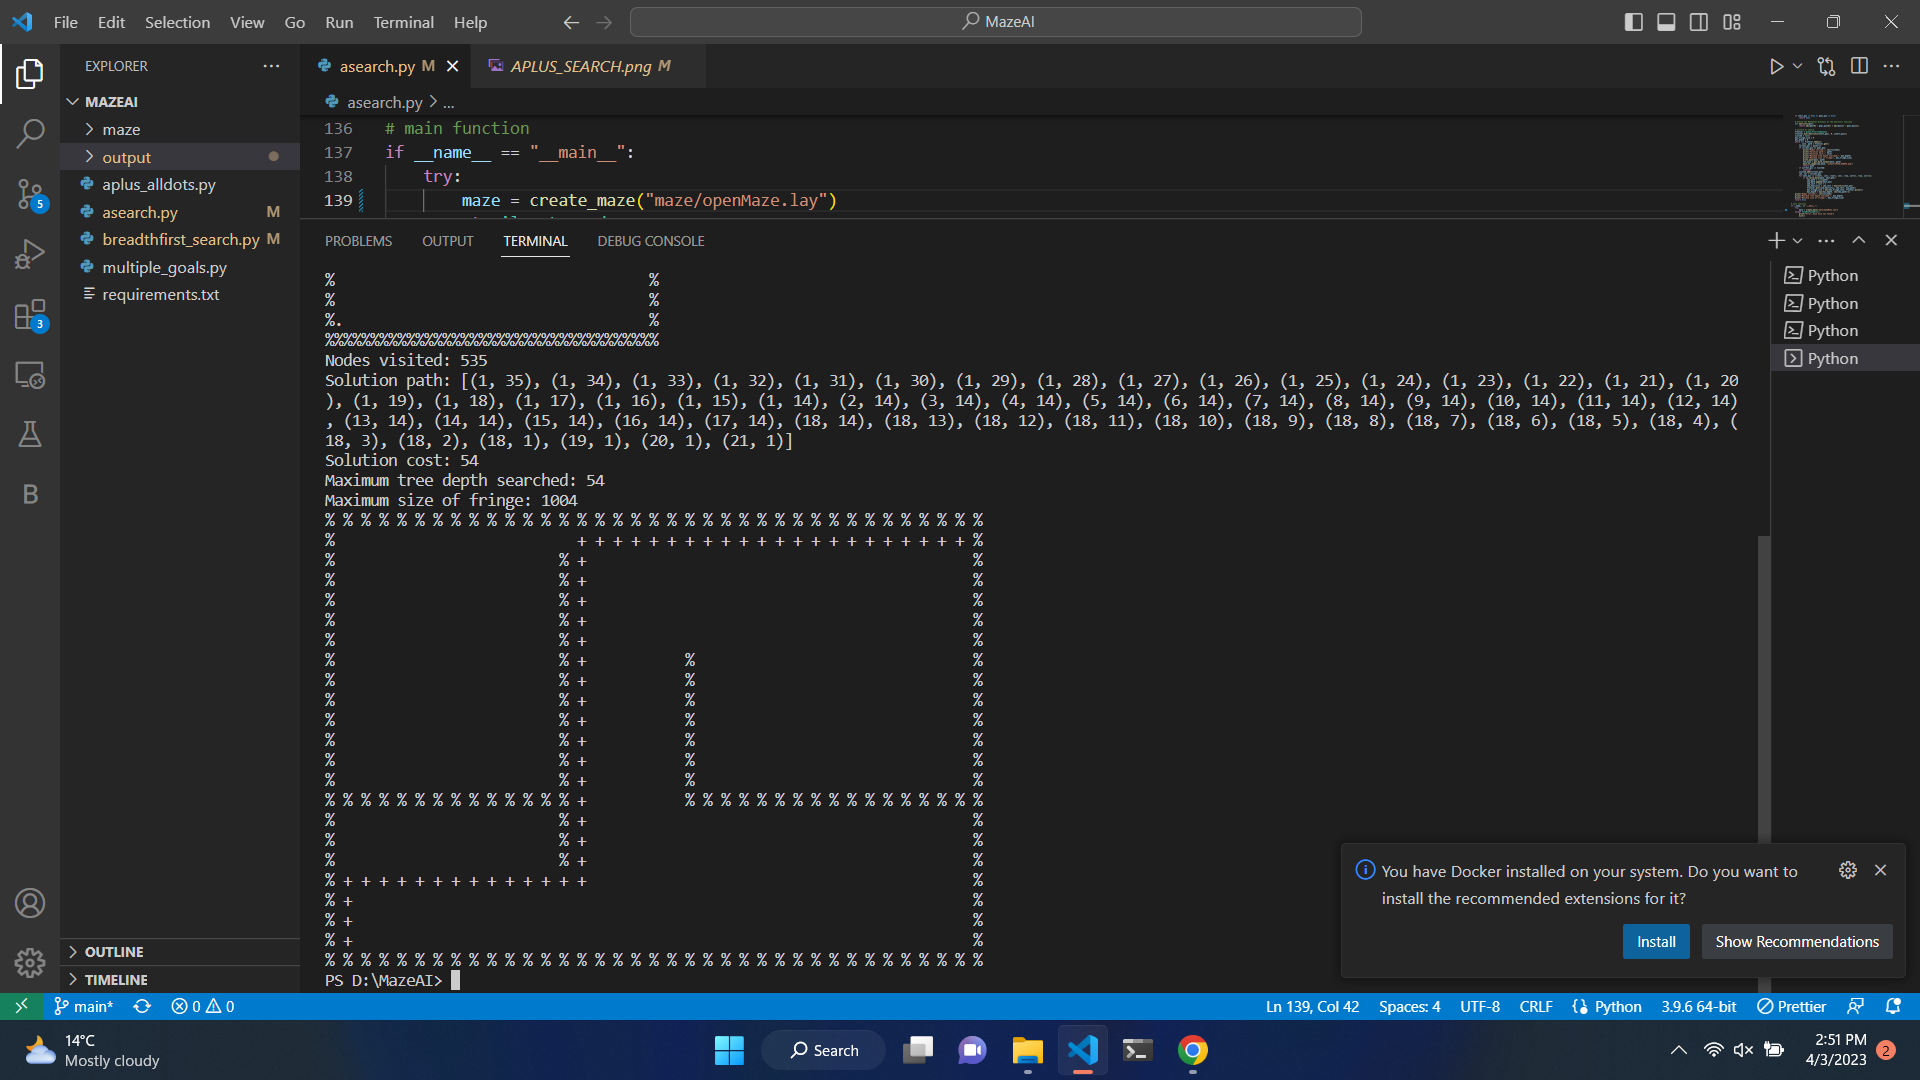 File Edit Selection View Go Run Terminal Help
MazeAI
EXPLORER
MAZEAI
maze
output
aplus_alldots.py
asearch.py M
breadthfirst_search.py M
multiple_goals.py
requirements.txt
OUTLINE
TIMELINE
5
3
B
asearch.py M
APLUS_SEARCH.png M
asearch.py > ...
136 # main function
137 if __name__ == "__main__":
138 try:
139 maze = create_maze("maze/openMaze.lay")
PROBLEMS OUTPUT TERMINAL DEBUG CONSOLE
Python
Python
Python
Python
% %
% %
%. %
%%%%%%%%%%%%%%%%%%%%%%%%%%%%%%%%%%%%%
Nodes visited: 535
Solution path: [(1, 35), (1, 34), (1, 33), (1, 32), (1, 31), (1, 30), (1, 29), (1, 28), (1, 27), (1, 26), (1, 25), (1, 24), (1, 23), (1, 22), (1, 21), (1, 20
), (1, 19), (1, 18), (1, 17), (1, 16), (1, 15), (1, 14), (2, 14), (3, 14), (4, 14), (5, 14), (6, 14), (7, 14), (8, 14), (9, 14), (10, 14), (11, 14), (12, 14)
, (13, 14), (14, 14), (15, 14), (16, 14), (17, 14), (18, 14), (18, 13), (18, 12), (18, 11), (18, 10), (18, 9), (18, 8), (18, 7), (18, 6), (18, 5), (18, 4), (
18, 3), (18, 2), (18, 1), (19, 1), (20, 1), (21, 1)]
Solution cost: 54
Maximum tree depth searched: 54
Maximum size of fringe: 1004
% % % % % % % % % % % % % % % % % % % % % % % % % % % % % % % % % % % % %
% + + + + + + + + + + + + + + + + + + + + + + %
% % + %
% % + %
% % + %
% % + %
% % + %
% % + % %
% % + % %
% % + % %
% % + % %
% % + % %
% % + % %
% % + % %
% % % % % % % % % % % % % % + % % % % % % % % % % % % % % % % %
% % + %
% % + %
% % + %
% + + + + + + + + + + + + + + %
% + %
% + %
% + %
% % % % % % % % % % % % % % % % % % % % % % % % % % % % % % % % % % % % %
PS D:\MazeAI>
You have Docker installed on your system. Do you want to
install the recommended extensions for it?
Install Show Recommendations
main* 0 0
Ln 139, Col 42 Spaces: 4 UTF-8 CRLF Python 3.9.6 64-bit Prettier
14°C
Mostly cloudy
Search
2:51 PM
4/3/2023
2